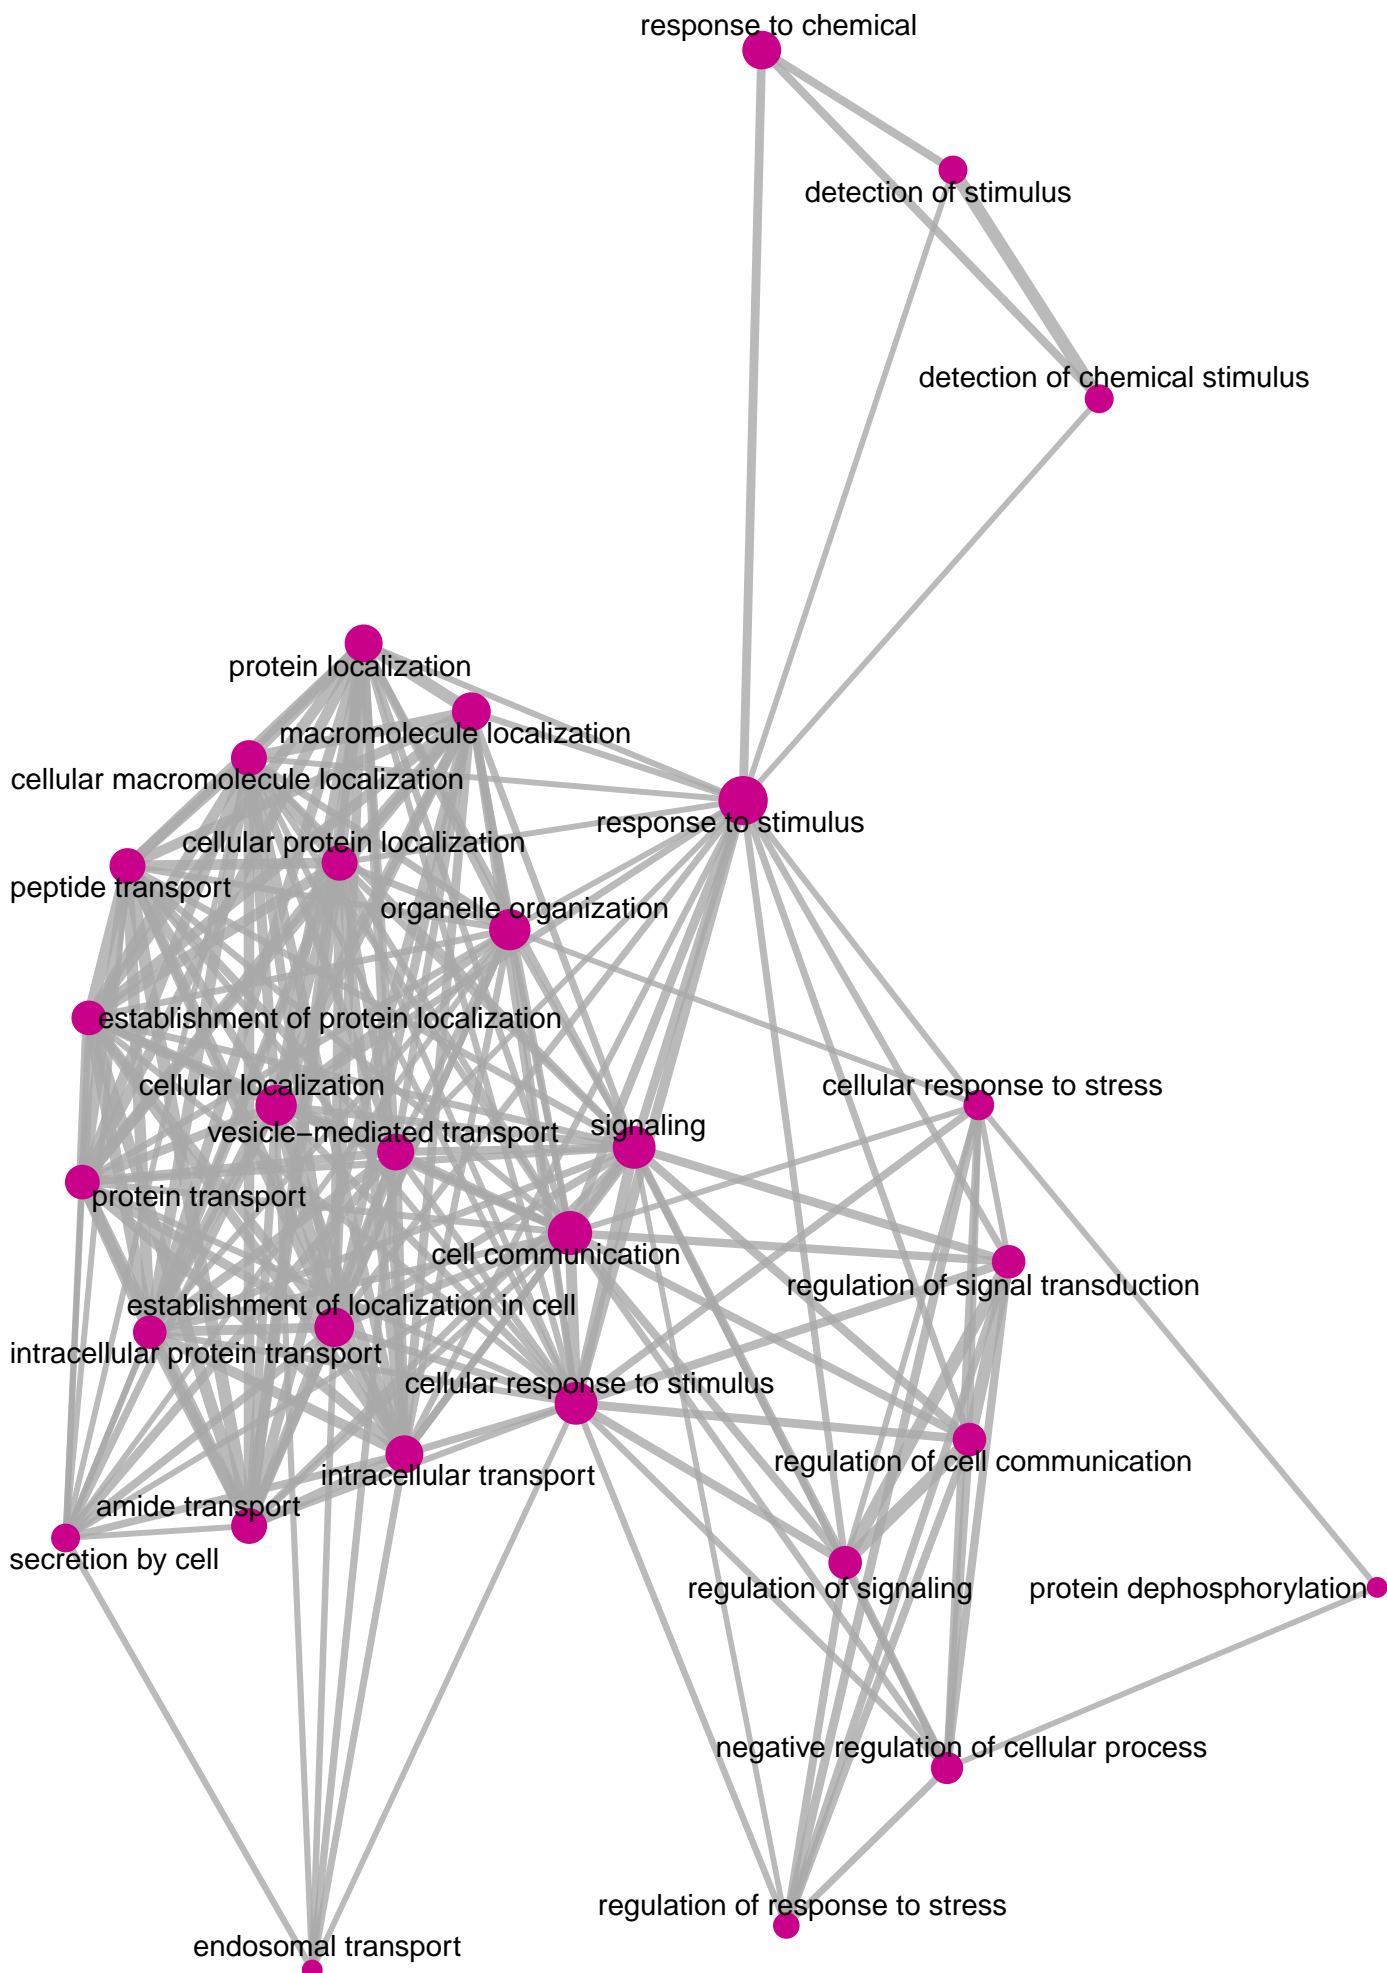 response to chemical
detection of stimulus
detection of chemical stimulus
protein localization
macromolecule localization
cellular macromolecule localization
response to stimulus
cellular protein localization
peptide transport
organelle organization
establishment of protein localization
cellular localization
cellular response to stress
vesicle−mediated transport
signaling
protein transport
cell communication
regulation of signal transduction
establishment of localization in cell
intracellular protein transport
cellular response to stimulus
regulation of cell communication
intracellular transport
amide transport
secretion by cell
regulation of signaling
protein dephosphorylation
negative regulation of cellular process
regulation of response to stress
endosomal transport